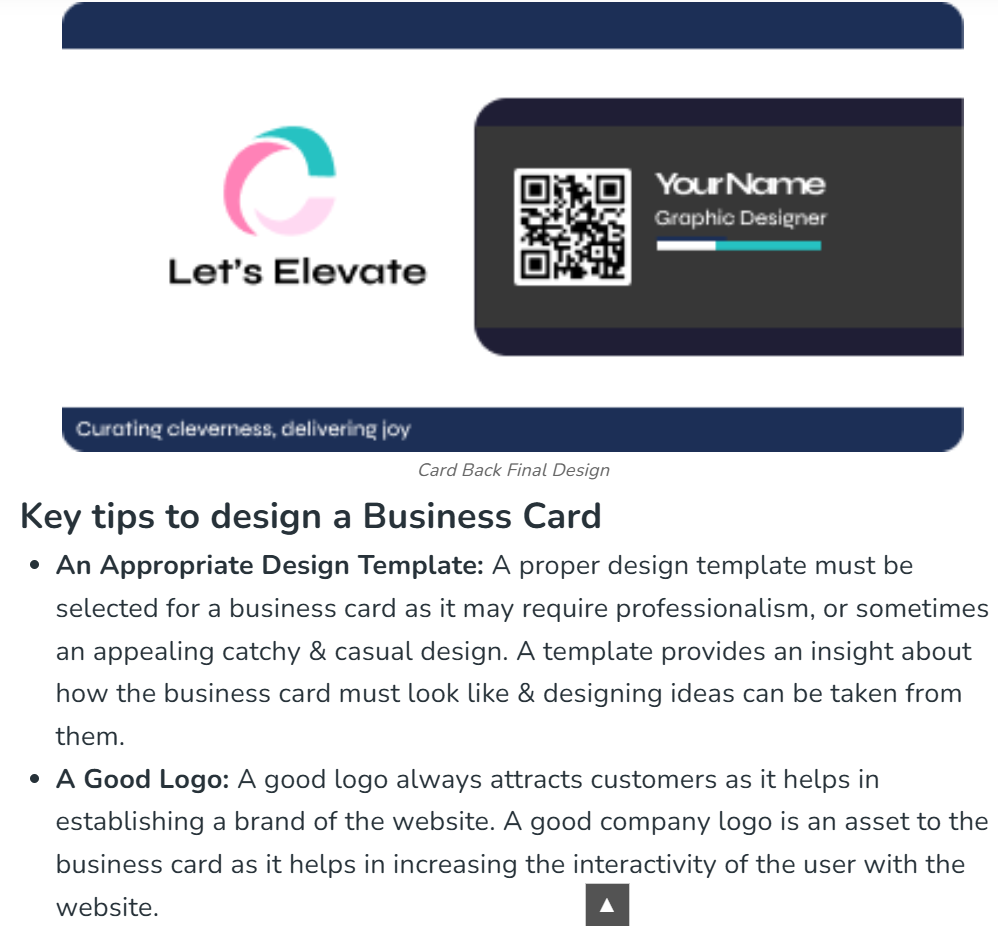 Let's Elevate
Your Name
Graphic Designer
Curating cleverness, delivering joy
Card Back Final Design
Key tips to design a Business Card
• An Appropriate Design Template: A proper design template must be
selected for a business card as it may require professionalism, or sometimes
an appealing catchy & casual design. A template provides an insight about
how the business card must look like & designing ideas can be taken from
them.
• A Good Logo: A good logo always attracts customers as it helps in
establishing a brand of the website. A good company logo is an asset to the
business card as it helps in increasing the interactivity of the user with the
website.